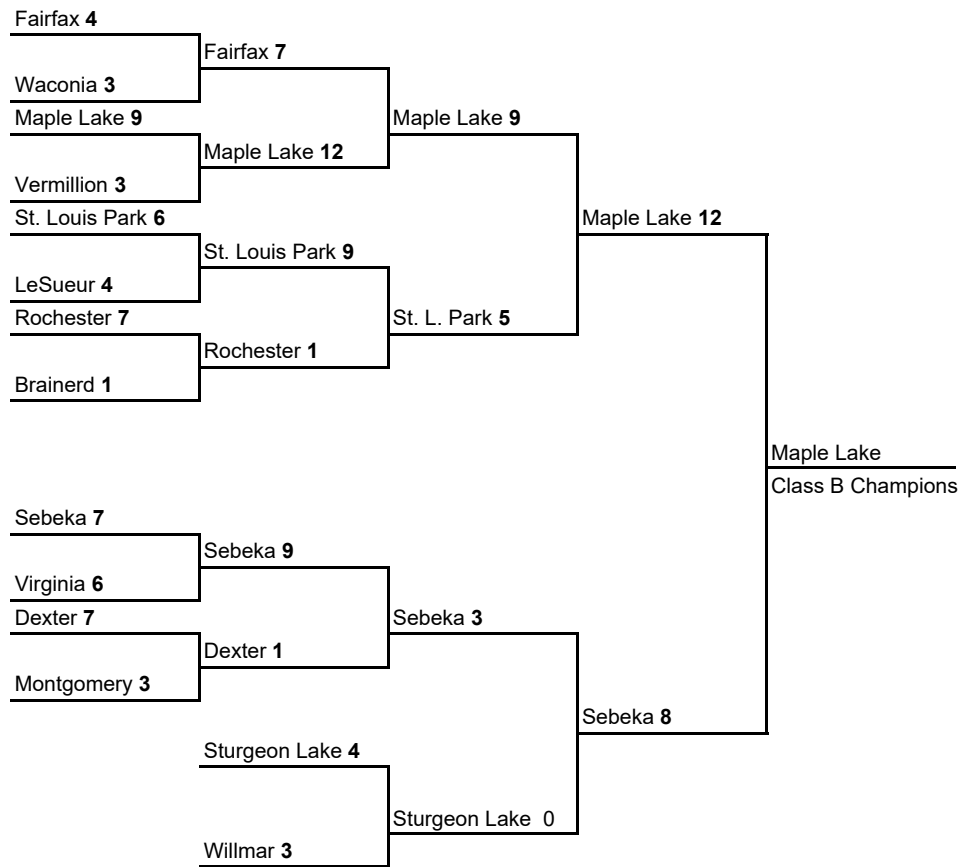 Fairfax 4
Fairfax 7
Waconia 3
Maple Lake 9
Maple Lake 9
Maple Lake 12
Vermillion 3
St. Louis Park 6
Maple Lake 12
St. Louis Park 9
LeSueur 4
Rochester 7
St. L. Park 5
Rochester 1
Brainerd 1
Maple Lake
Class B Champions
Sebeka 7
Sebeka 9
Virginia 6
Dexter 7
Sebeka 3
Dexter 1
Montgomery 3
Sebeka 8
Sturgeon Lake 4
Sturgeon Lake 0
Willmar 3